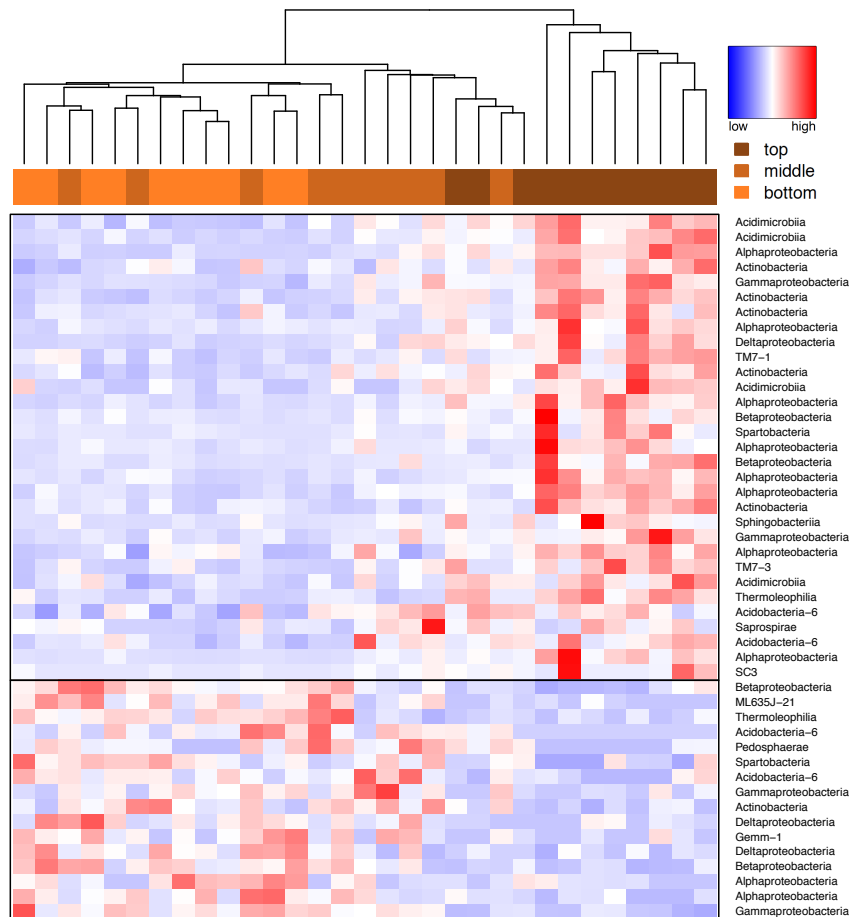 low high
top
middle
bottom
Acidimicrobiia
Acidimicrobiia
Alphaproteobacteria
Actinobacteria
Gammaproteobacteria
Actinobacteria
Actinobacteria
Alphaproteobacteria
Deltaproteobacteria
TM7−1
Actinobacteria
Acidimicrobiia
Alphaproteobacteria
Betaproteobacteria
Spartobacteria
Alphaproteobacteria
Betaproteobacteria
Alphaproteobacteria
Alphaproteobacteria
Actinobacteria
Sphingobacteriia
Gammaproteobacteria
Alphaproteobacteria
TM7−3
Acidimicrobiia
Thermoleophilia
Acidobacteria−6
Saprospirae
Acidobacteria−6
Alphaproteobacteria
SC3
Betaproteobacteria
ML635J−21
Thermoleophilia
Acidobacteria−6
Pedosphaerae
Spartobacteria
Acidobacteria−6
Gammaproteobacteria
Actinobacteria
Deltaproteobacteria
Gemm−1
Deltaproteobacteria
Betaproteobacteria
Alphaproteobacteria
Alphaproteobacteria
Gammaproteobacteria